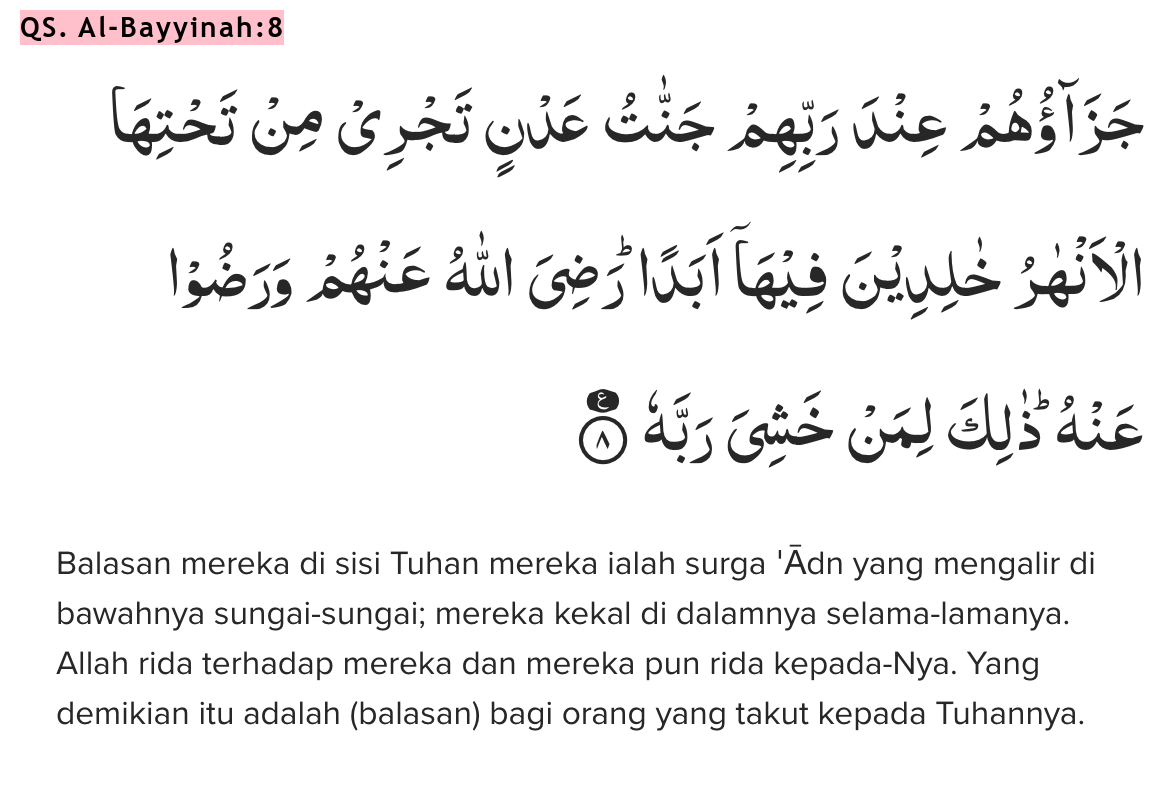 QS. Al-Bayyinah:8
جَزَاۤؤُهُمْ عِنْدَ رَبِّهِمْ جَنّٰتُ عَدْنٍ تَجْرِيْ مِنْ تَحْتِهَا
الْاَنْهٰرُ خٰلِدِيْنَ فِيْهَآ اَبَدًا ۗرَضِيَ اللّٰهُ عَنْهُمْ وَرَضُوْا
عَنْهُ ۗذٰلِكَ لِمَنْ خَشِيَ رَبَّهٗ ࣖ ٨
Balasan mereka di sisi Tuhan mereka ialah surga 'Ādn yang mengalir di
bawahnya sungai-sungai; mereka kekal di dalamnya selama-lamanya.
Allah rida terhadap mereka dan mereka pun rida kepada-Nya. Yang
demikian itu adalah (balasan) bagi orang yang takut kepada Tuhannya.